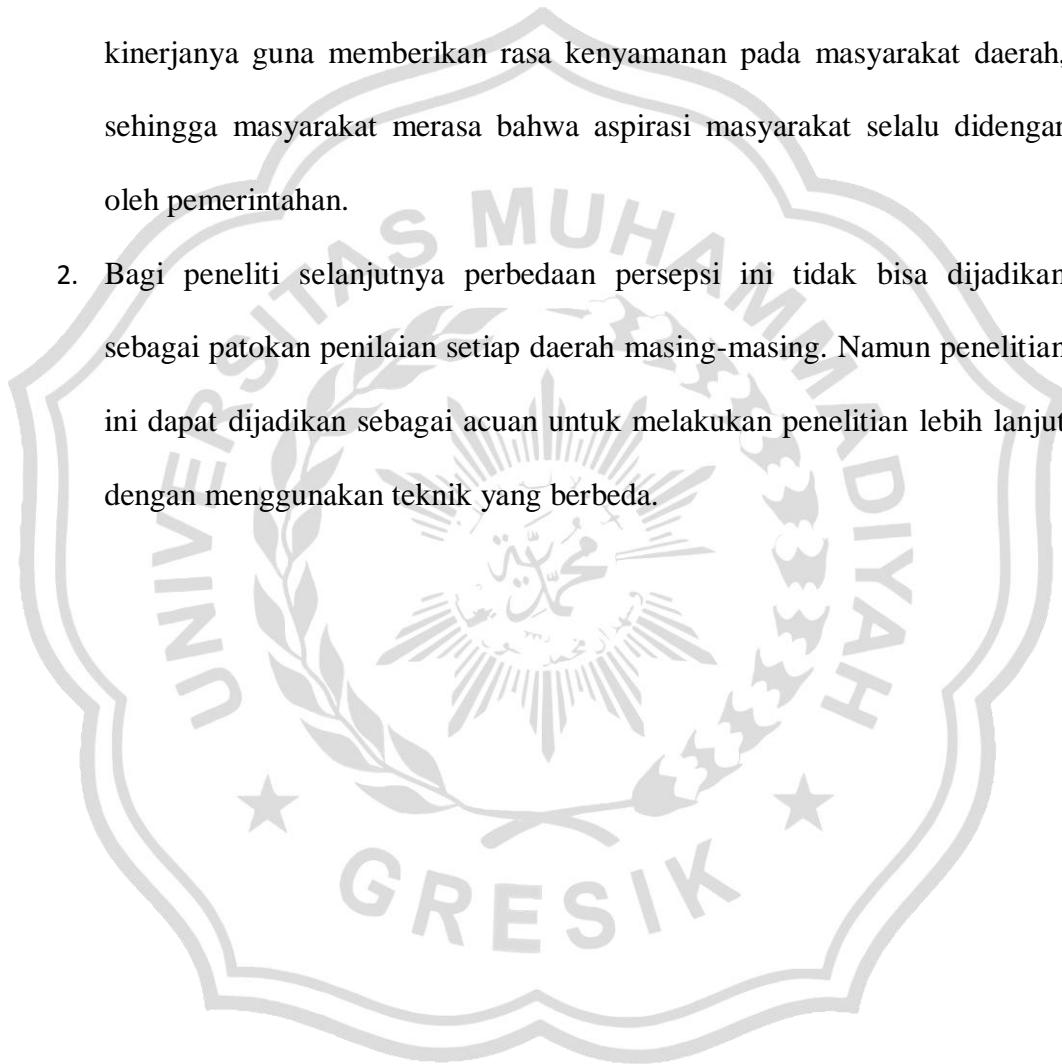 kinerjanya guna memberikan rasa kenyamanan pada masyarakat daerah,
sehingga masyarakat merasa bahwa aspirasi masyarakat selalu didengar
oleh pemerintahan.
2. Bagi peneliti selanjutnya perbedaan persepsi ini tidak bisa dijadikan
sebagai patokan penilaian setiap daerah masing-masing. Namun penelitian
ini dapat dijadikan sebagai acuan untuk melakukan penelitian lebih lanjut
dengan menggunakan teknik yang berbeda.
UNIVERSITAS MUHAMMADIYAH
GRESIK